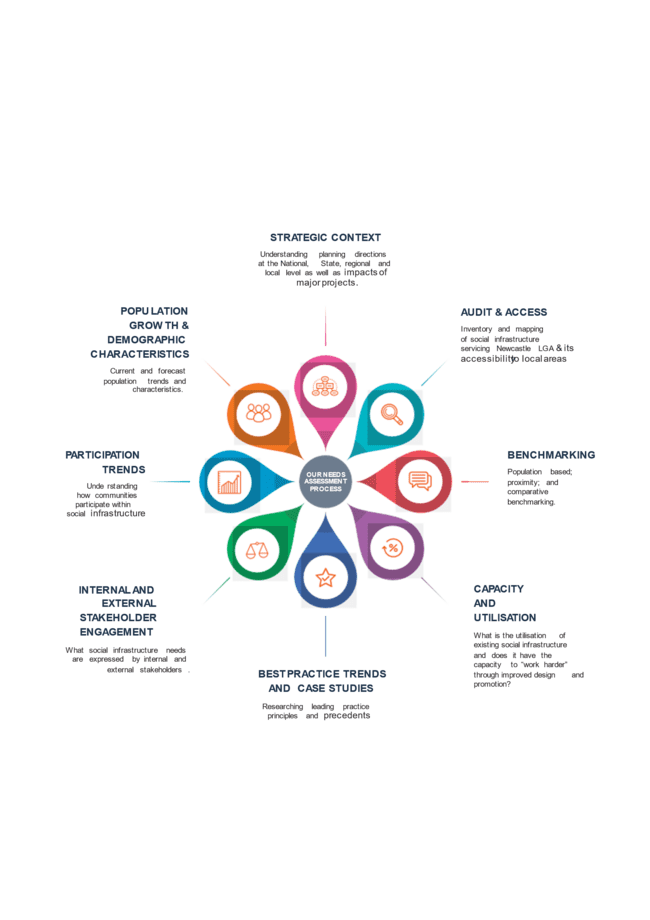 STRATEGIC CONTEXT
Understanding planning directions
at the National, State, regional and
local level as well as impacts of
major projects.
POPULATION
GROWTH &
DEMOGRAPHIC
CHARACTERISTICS
Current and forecast
population trends and
characteristics.
AUDIT & ACCESS
Inventory and mapping
of social infrastructure
servicing Newcastle LGA & its
accessibility to local areas
PARTICIPATION
TRENDS
Understanding
how communities
participate within
social infrastructure
OUR NEEDS
ASSESSMENT
PROCESS
BENCHMARKING
Population based;
proximity; and
comparative
benchmarking.
INTERNAL AND
EXTERNAL
STAKEHOLDER
ENGAGEMENT
What social infrastructure needs
are expressed by internal and
external stakeholders .
CAPACITY
AND
UTILISATION
What is the utilisation of
existing social infrastructure
and does it have the
capacity to "work harder"
through improved design and
promotion?
BEST PRACTICE TRENDS
AND CASE STUDIES
Researching leading practice
principles and precedents